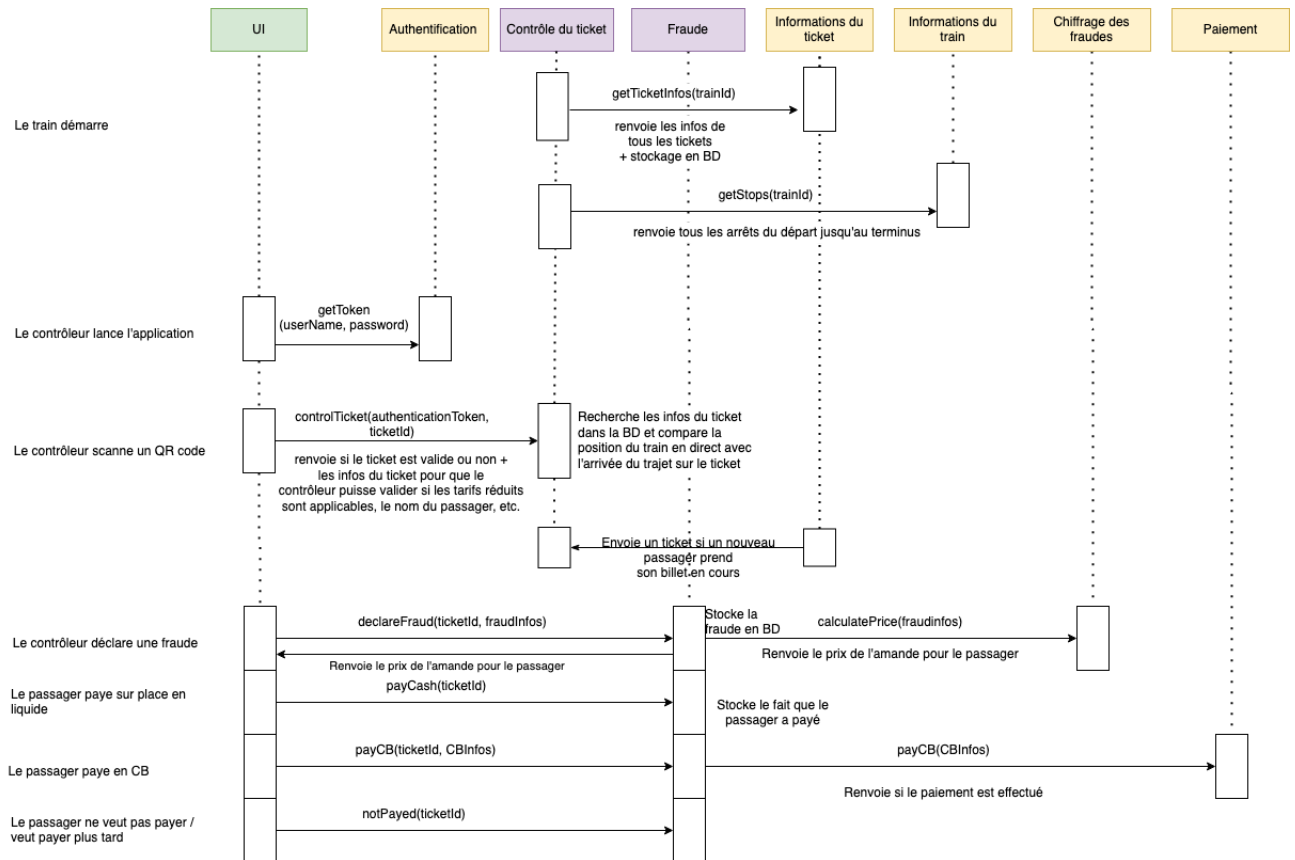 UI
Authentification
Contrôle du ticket
Fraude
Informations du
ticket
Informations du
train
Chiffrage des
fraudes
Paiement
Le train démarre
getTicketInfos(trainId)
renvoie les infos de
tous les tickets
+ stockage en BD
getStops(trainId)
renvoie tous les arrêts du départ jusqu'au terminus
Le contrôleur lance l'application
getToken
(userName, password)
Le contrôleur scanne un QR code
controlTicket(authenticationToken,
ticketId)
renvoie si le ticket est valide ou non +
les infos du ticket pour que le
contrôleur puisse valider si les tarifs réduits
sont applicables, le nom du passager, etc.
Recherche les infos du ticket
dans la BD et compare la
position du train en direct avec
l'arrivée du trajet sur le ticket
Envoie un ticket si un nouveau
passager prend
son billet en cours
Le contrôleur déclare une fraude
declareFraud(ticketId, fraudInfos)
Stocke la
fraude en BD
calculatePrice(fraudinfos)
Renvoie le prix de l'amande pour le passager
Renvoie le prix de l'amande pour le passager
Le passager paye sur place en
liquide
payCash(ticketId)
Stocke le fait que le
passager a payé
Le passager paye en CB
payCB(ticketId, CBInfos)
payCB(CBInfos)
Renvoie si le paiement est effectué
Le passager ne veut pas payer /
veut payer plus tard
notPayed(ticketId)